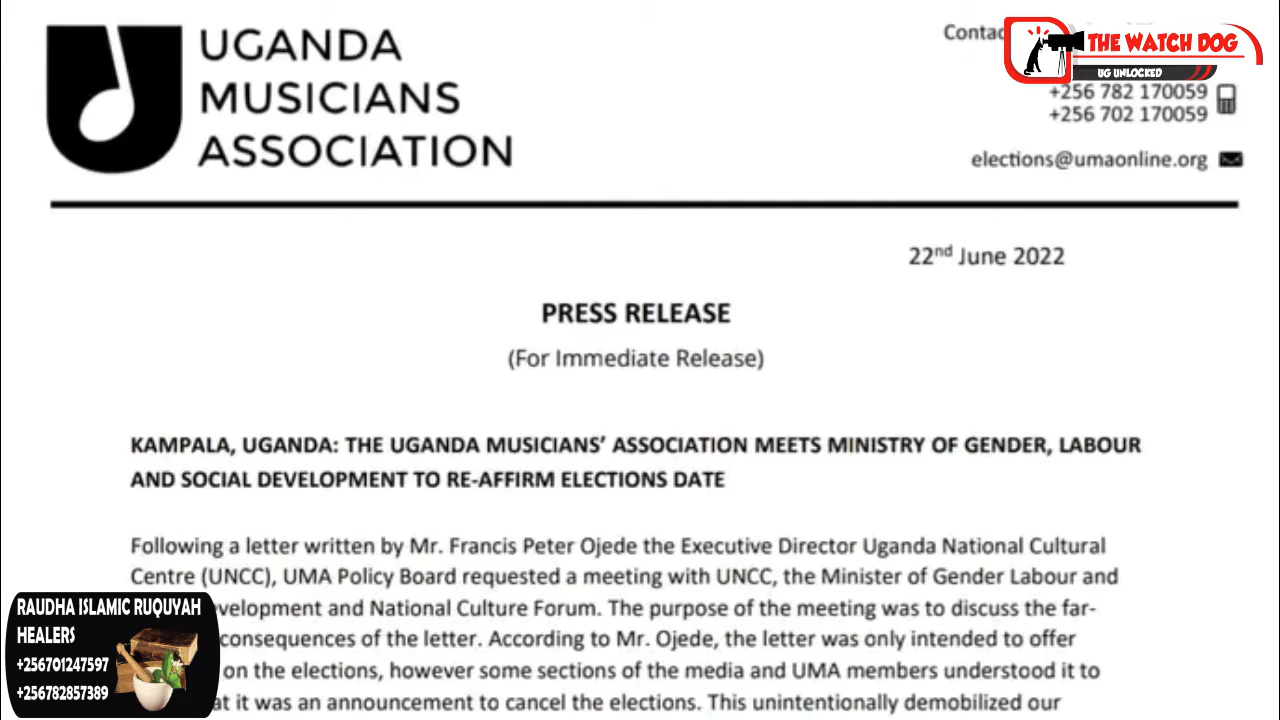 UGANDA
MUSICIANS
ASSOCIATION
THE WATCH DOG
UG UNLOCKED
+256 782 170059
+256 702 170059
elections@umaonline.org
22nd June 2022
PRESS RELEASE
(For Immediate Release)
KAMPALA, UGANDA: THE UGANDA MUSICIANS’ ASSOCIATION MEETS MINISTRY OF GENDER, LABOUR
AND SOCIAL DEVELOPMENT TO RE-AFFIRM ELECTIONS DATE
Following a letter written by Mr. Francis Peter Ojede the Executive Director Uganda National Cultural
Centre (UNCC), UMA Policy Board requested a meeting with UNCC, the Minister of Gender Labour and
and National Culture Forum. The purpose of the meeting was to discuss the far-
consequences of the letter. According to Mr. Ojede, the letter was only intended to offer
on the elections, however some sections of the media and UMA members understood it to
it was an announcement to cancel the elections. This unintentionally demobilized our
RAUDHA ISLAMIC RUQUYAH
HEALERS
+256701247597
+256782857389